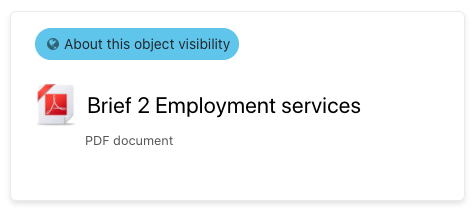 About this object visibility
Brief 2 Employment services
PDF document